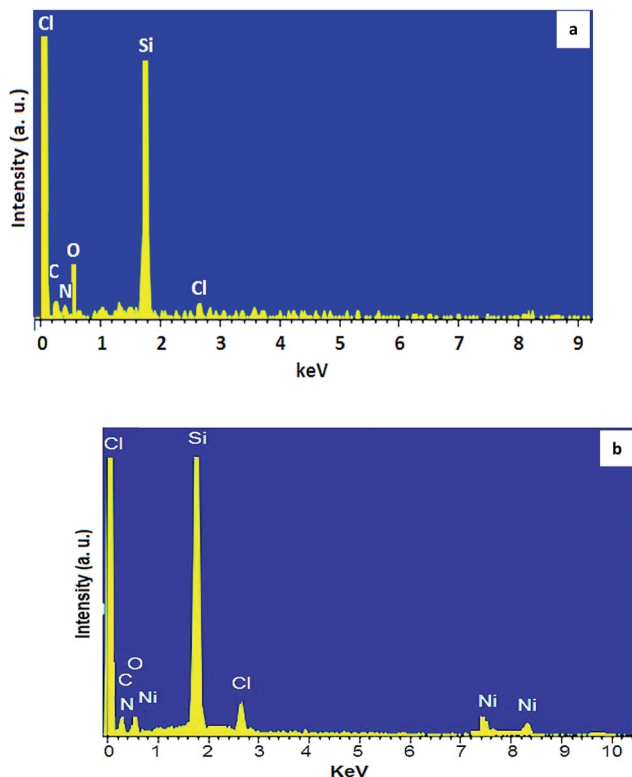 Cl
Si
a
Intensity (a. u.)
O
C
N
Cl
0 1 2 3 4 5 6 7 8 9
keV
Cl
Si
b
Intensity (a. u.)
O
C
N
Ni
Cl
Ni
Ni
0 1 2 3 4 5 6 7 8 9 10
KeV